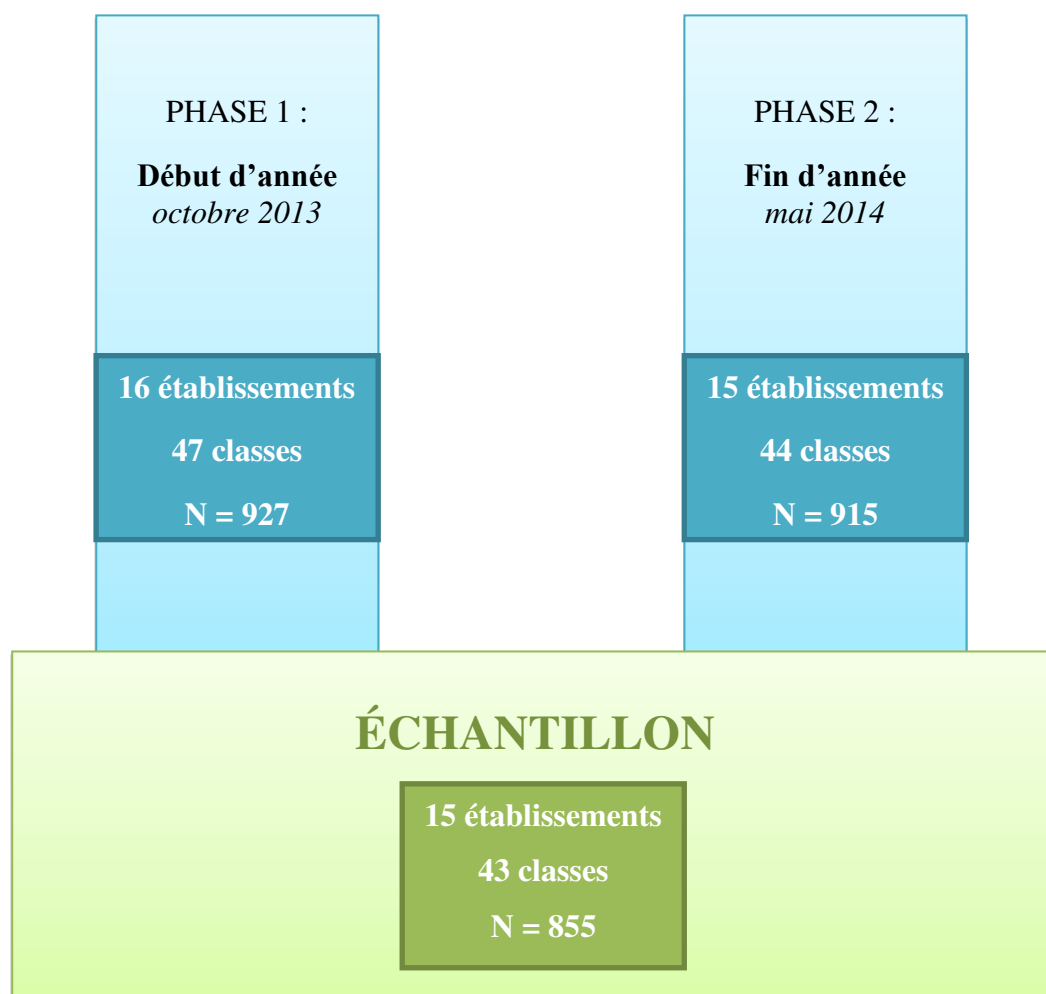 PHASE 1 :
Début d’année
octobre 2013
16 établissements
47 classes
N = 927
PHASE 2 :
Fin d’année
mai 2014
15 établissements
44 classes
N = 915
ÉCHANTILLON
15 établissements
43 classes
N = 855